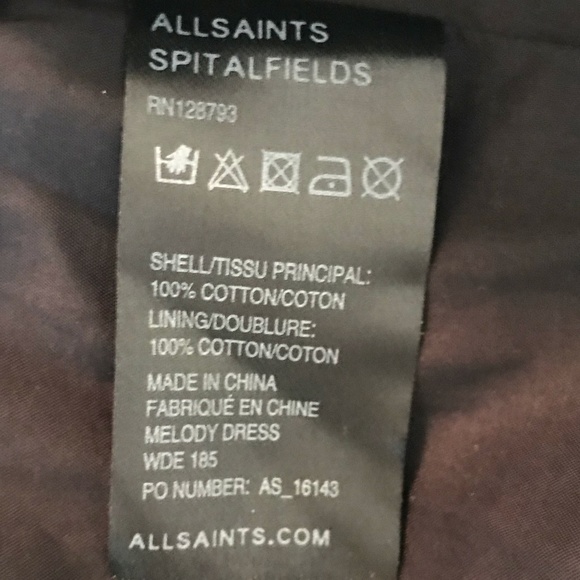 ALLSAINTS
SPITALFIELDS
RN128793
SHELL/TISSU PRINCIPAL:
100% COTTON/COTON
LINING/DOUBLURE:
100% COTTON/COTON
MADE IN CHINA
FABRIQUÉ EN CHINE
MELODY DRESS
WDE 185
PO NUMBER: AS_16143
ALLSAINTS.COM